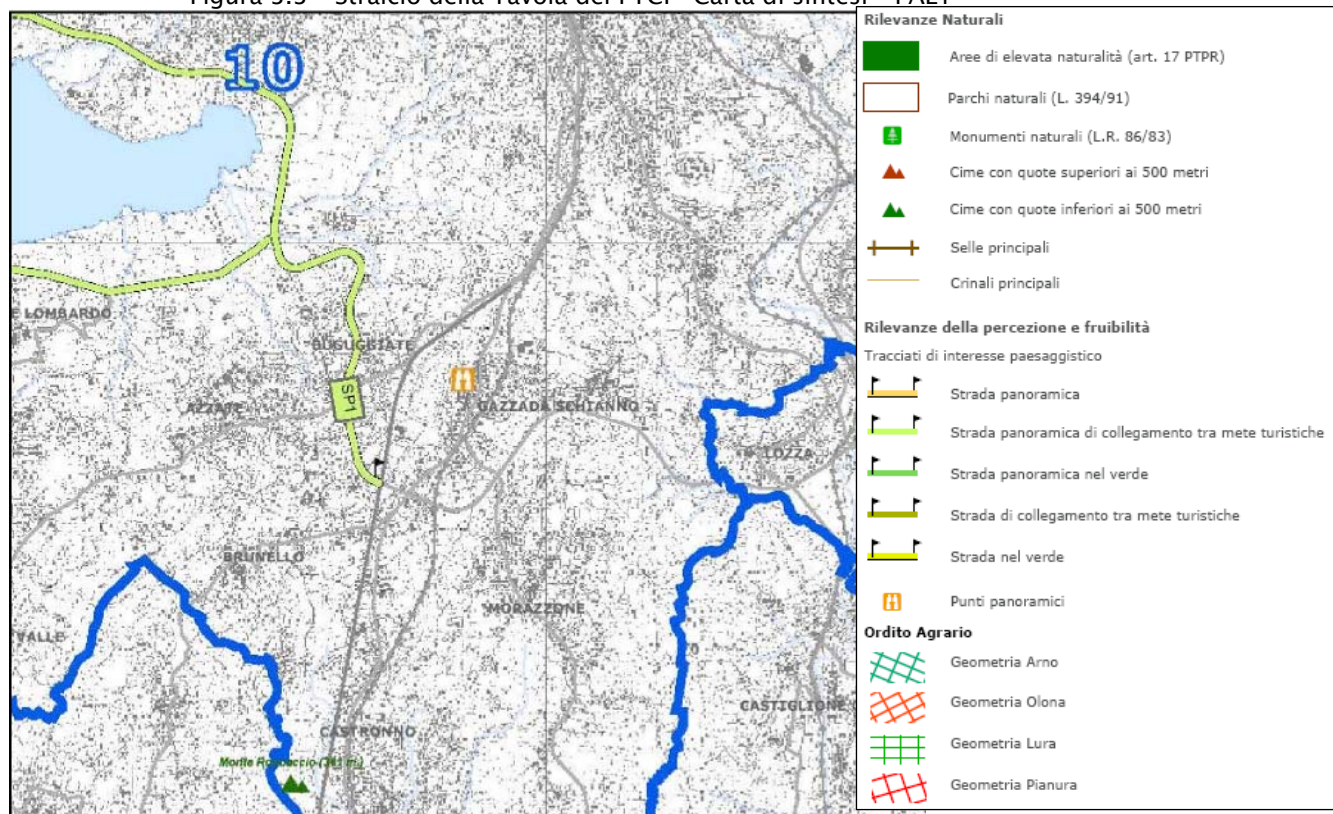 10
E LOMBARDO
BUGUGGIATE
SP1
AZZATE
GAZZADA SCHIANNO
LOZZA
BRUNELLO
MORAZZONE
VALLE
CASTIGLIONE
CASTRONNO
Monte
Rilevanze Naturali
Aree di elevata naturalità (art. 17 PTPR)
Parchi naturali (L. 394/91)
Monumenti naturali (L.R. 86/83)
Cime con quote superiori ai 500 metri
Cime con quote inferiori ai 500 metri
Selle principali
Crinali principali
Rilevanze della percezione e fruibilità
Tracciati di interesse paesaggistico
Strada panoramica
Strada panoramica di collegamento tra mete turistiche
Strada panoramica nel verde
Strada di collegamento tra mete turistiche
Strada nel verde
Punti panoramici
Ordito Agrario
Geometria Arno
Geometria Olona
Geometria Lura
Geometria Pianura